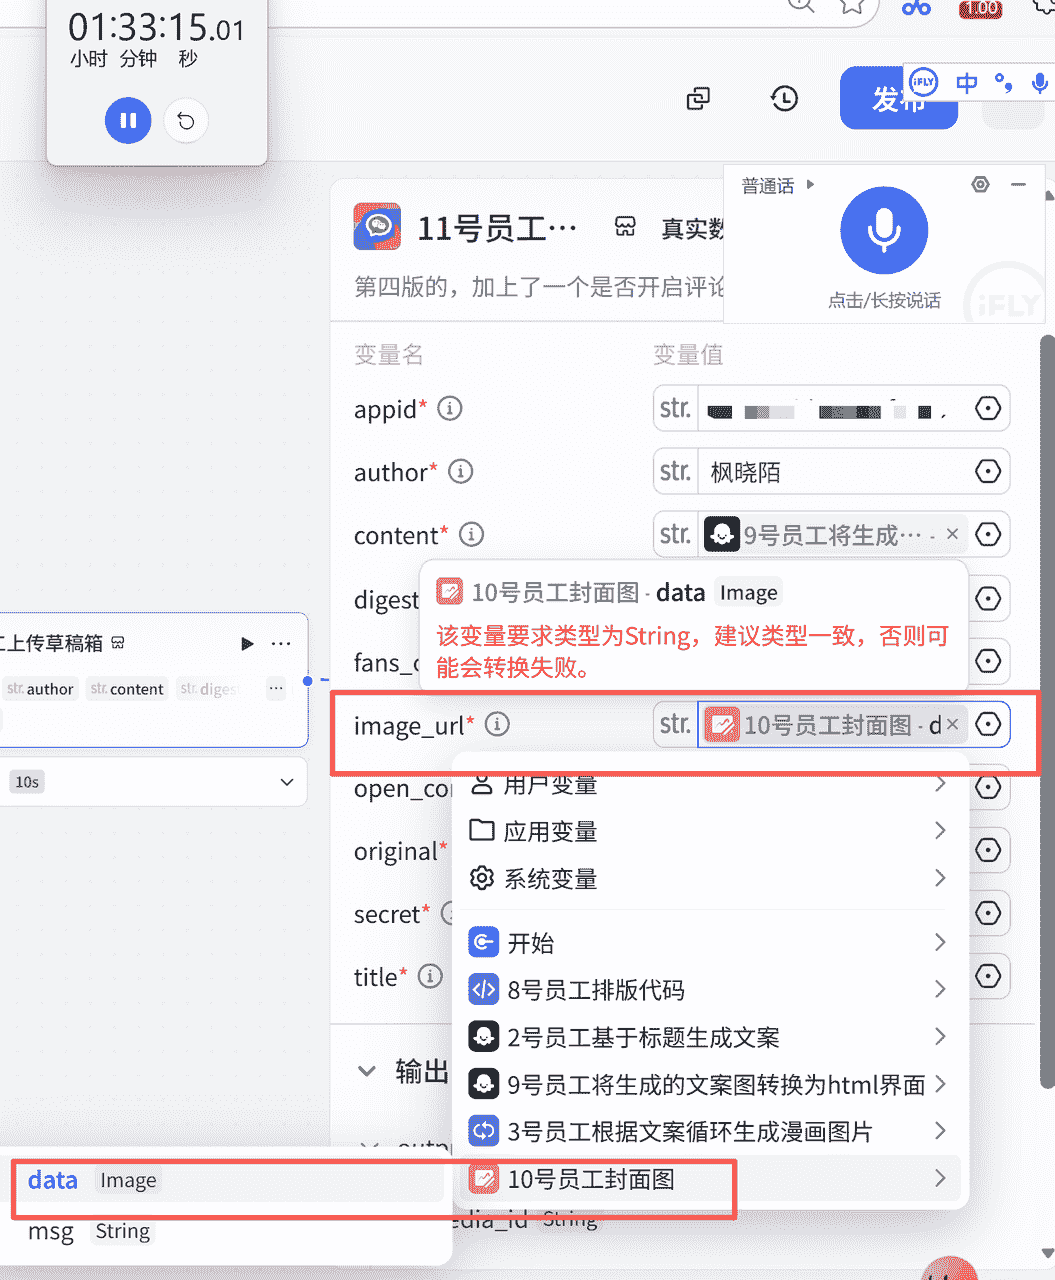 01:33:15.01
小时 分钟 秒
1.00
发布
iFLY 中
普通话
点击/长按说话
iFLY
11号员工… 真实数
第四版的，加上了一个是否开启评论
变量名 变量值
appid* str.
author* str. 枫晓陌
content* str. 9号员工将生成… - ×
digest
10号员工封面图 - data Image
该变量要求类型为String，建议类型一致，否则可
能会转换失败。
工上传草稿箱
str. author str. content str. digest …
fans_c
image_url* str. 10号员工封面图 - d ×
10s
open_co
用户变量
应用变量
original*
系统变量
secret*
开始
title*
8号员工排版代码
2号员工基于标题生成文案
输出
9号员工将生成的文案图转换为html界面
3号员工根据文案循环生成漫画图片
data Image
10号员工封面图
msg String
edia_id String